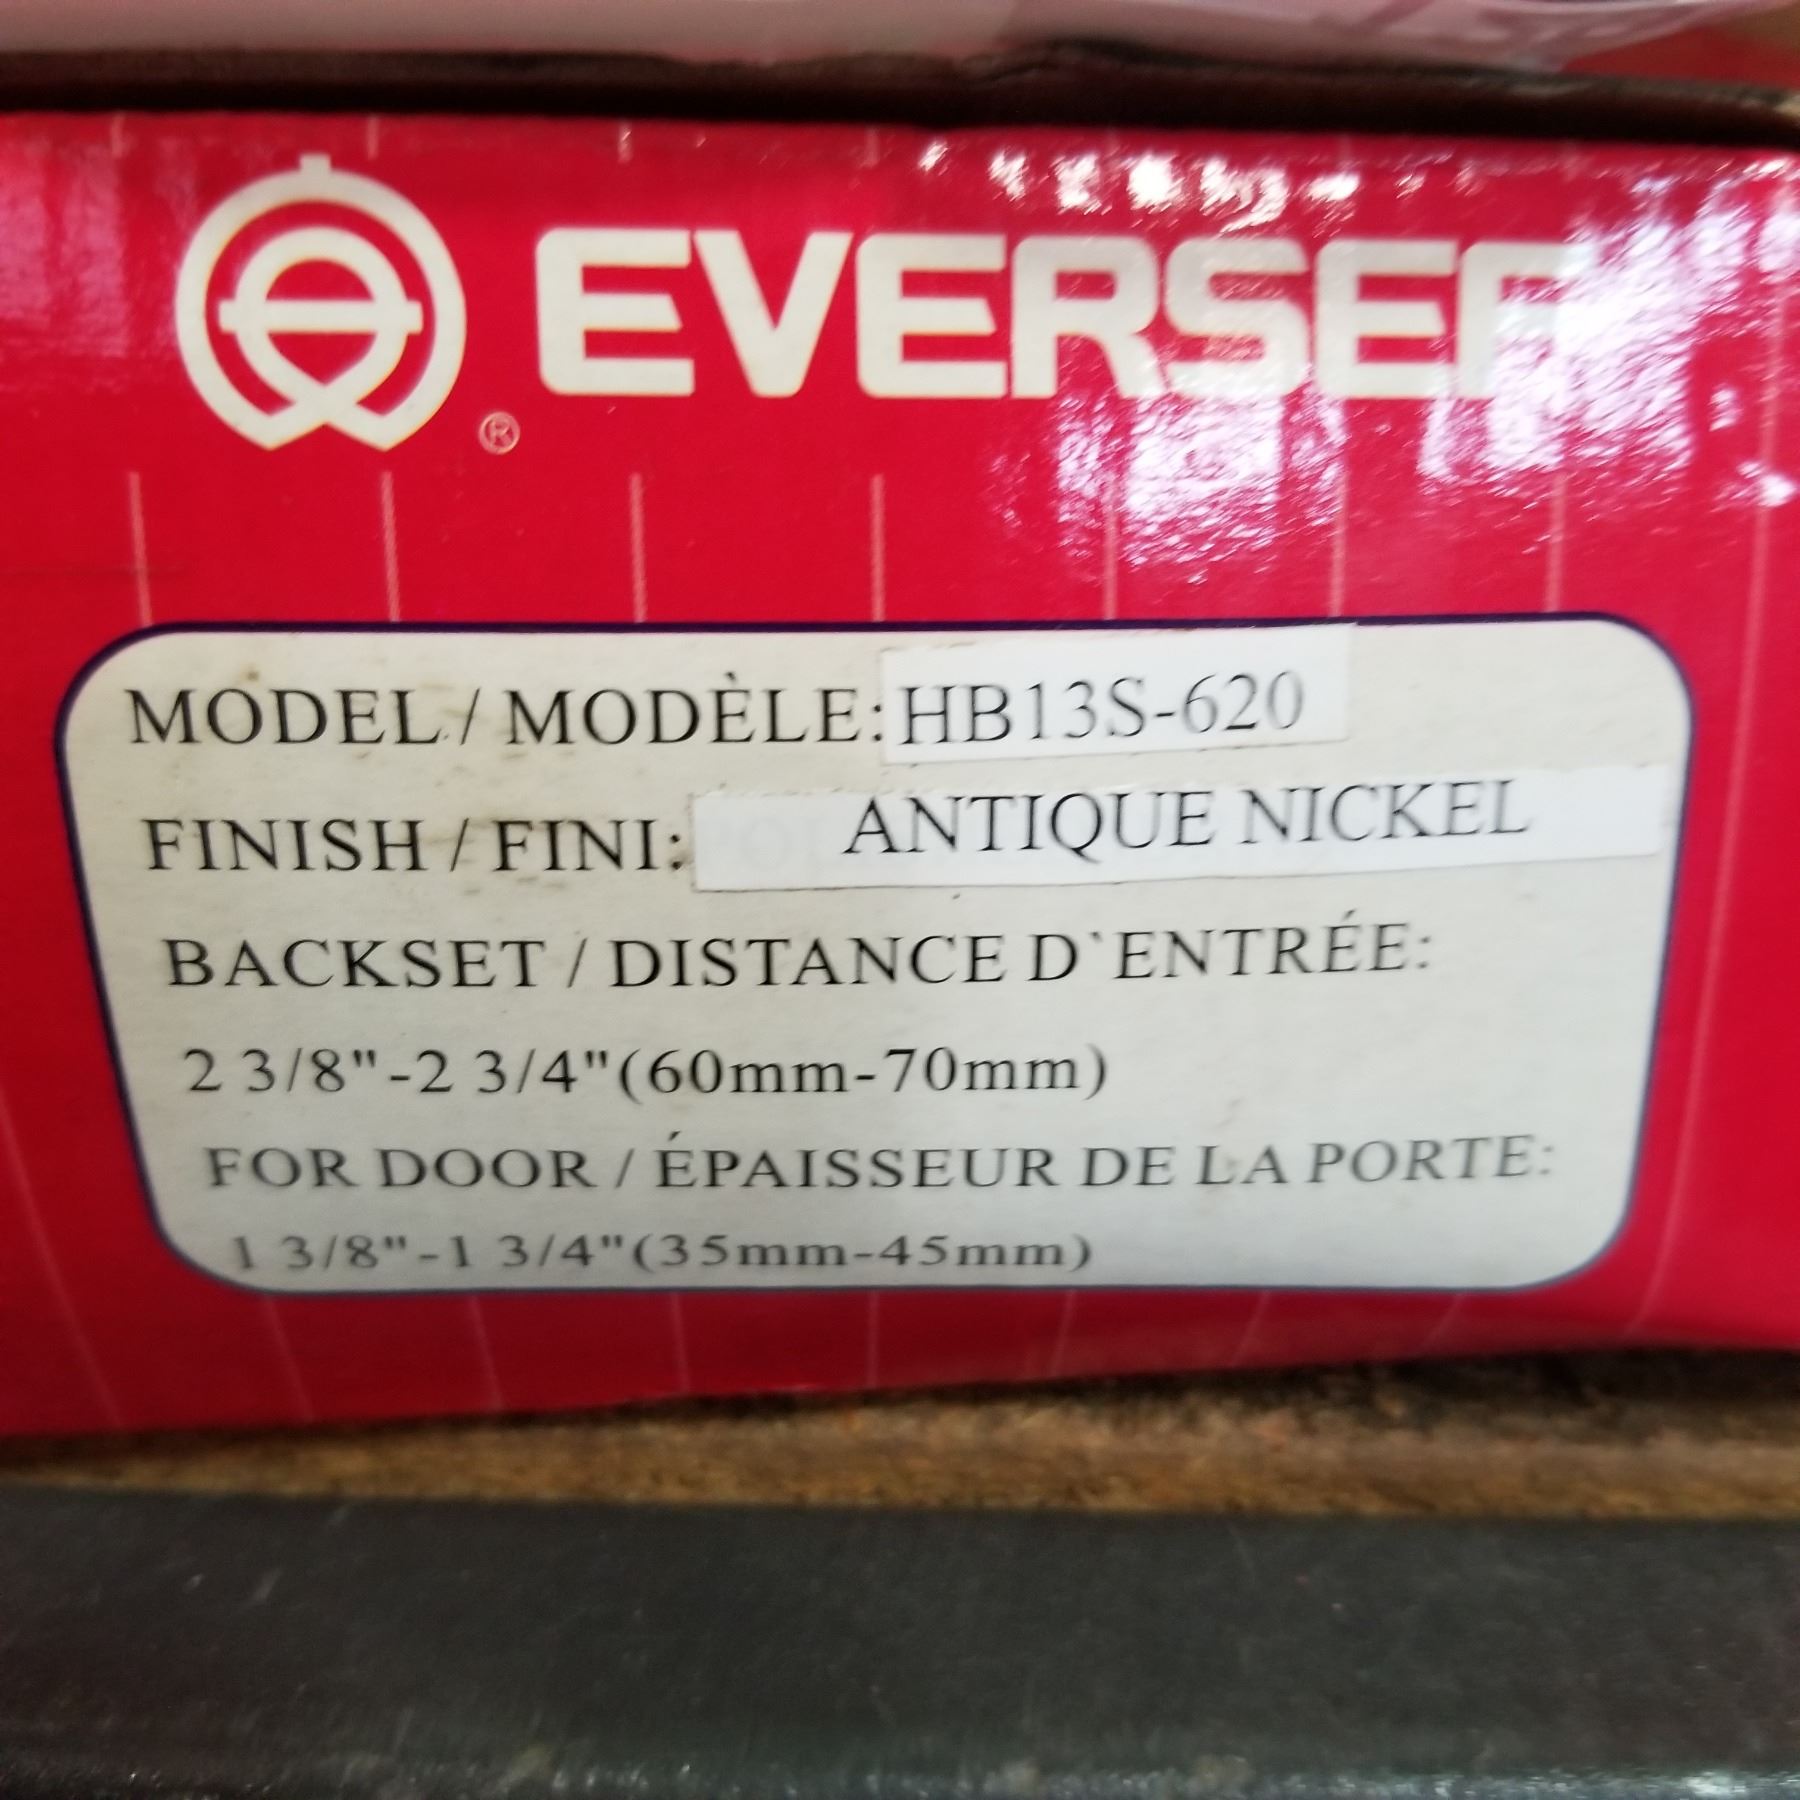 EVERSER
®
MODEL / MODÈLE: HB13S-620
FINISH / FINI: ANTIQUE NICKEL
BACKSET / DISTANCE D`ENTRÉE:
2 3/8"-2 3/4"(60mm-70mm)
FOR DOOR / ÉPAISSEUR DE LA PORTE:
1 3/8"-1 3/4"(35mm-45mm)